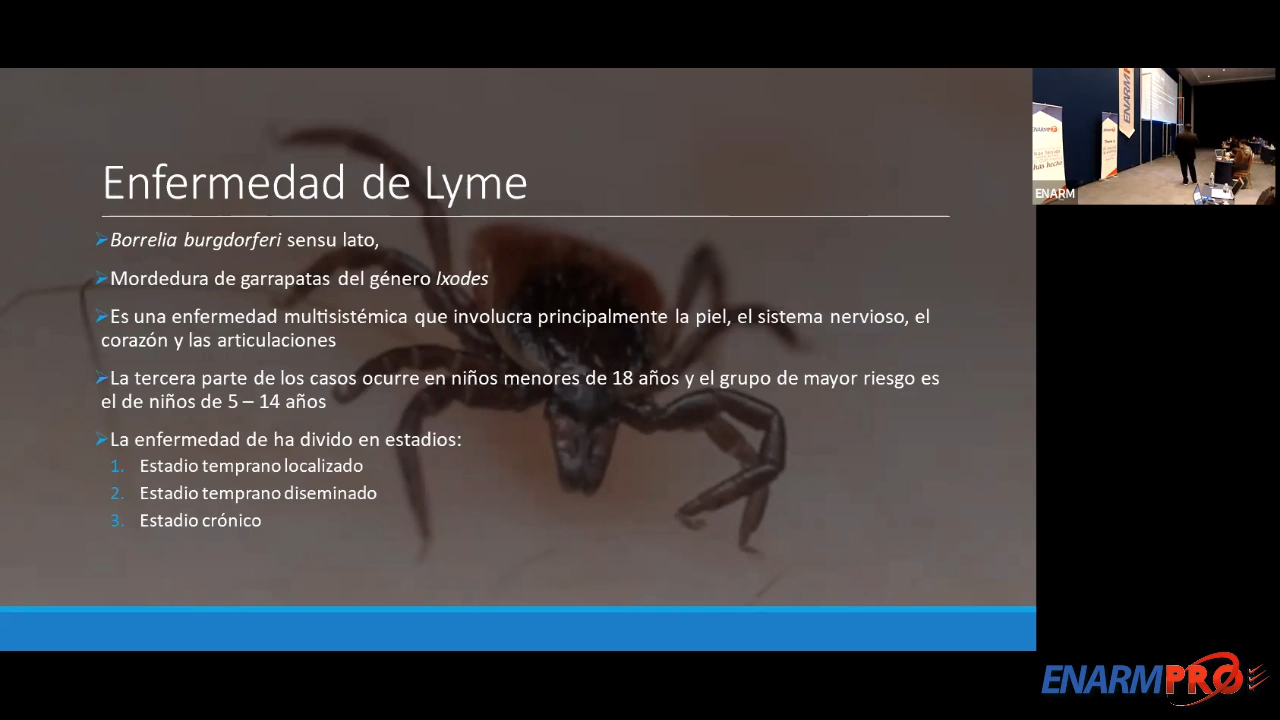 Enfermedad de Lyme
Borrelia burgdorferi sensu lato,
Mordedura de garrapatas del género Ixodes
Es una enfermedad multisistémica que involucra principalmente la piel, el sistema nervioso, el
corazón y las articulaciones
La tercera parte de los casos ocurre en niños menores de 18 años y el grupo de mayor riesgo es
el de niños de 5 – 14 años
La enfermedad de ha divido en estadios:
1. Estadio temprano localizado
2. Estadio temprano diseminado
3. Estadio crónico
ENARM
ENARMPRO
ENARM
ENARMPRO